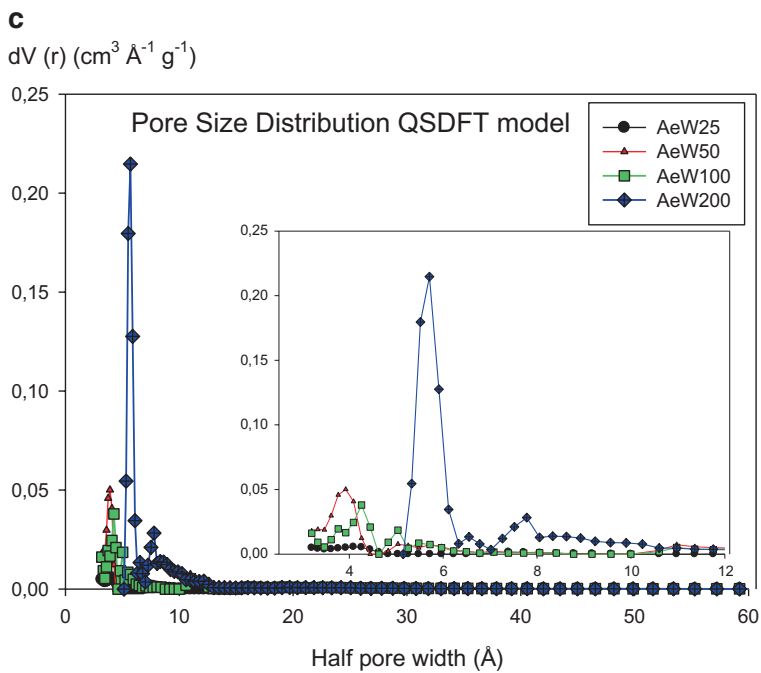 c
dV (r) (cm³ Å⁻¹ g⁻¹)
Pore Size Distribution QSDFT model
AeW25
AeW50
AeW100
AeW200
0,25
0,20
0,15
0,10
0,05
0,00
0,25
0,20
0,15
0,10
0,05
0,00
4 6 8 10 12
0 10 20 30 40 50 60
Half pore width (Å)